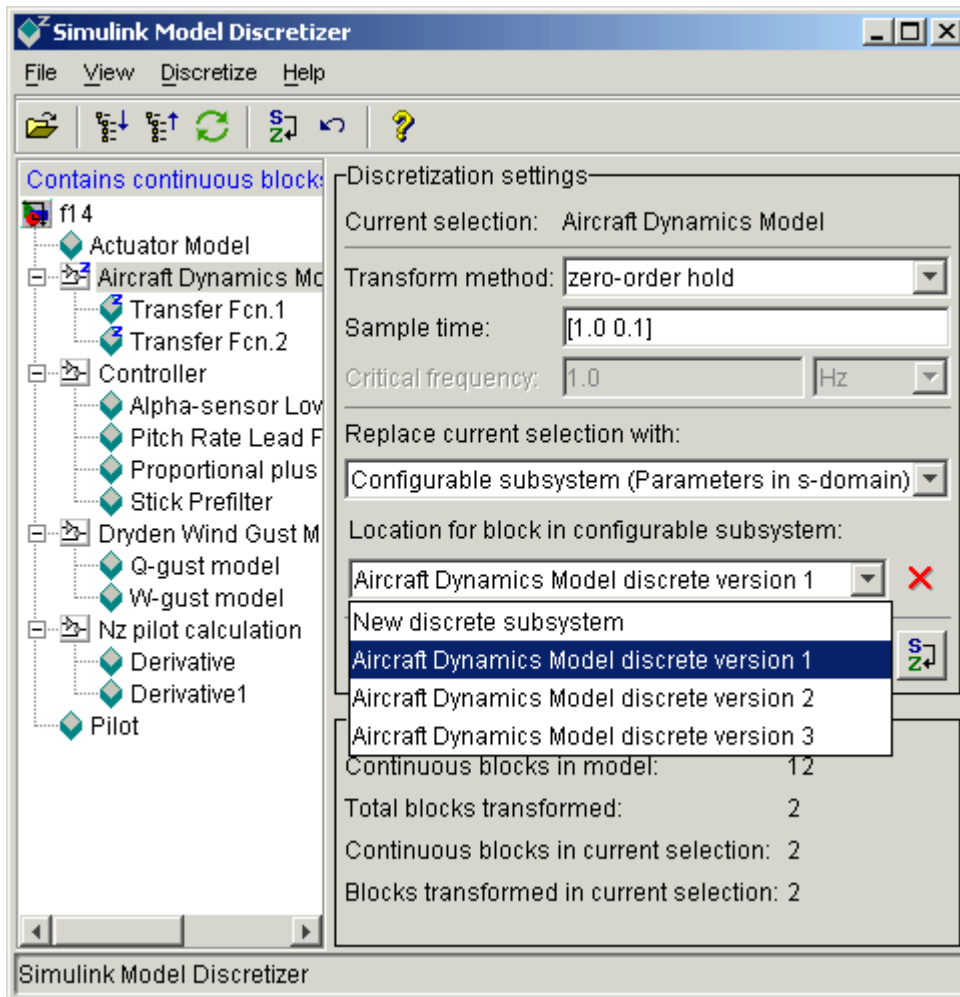 Simulink Model Discretizer
File View Discretize Help
Contains continuous block
f14
Actuator Model
Aircraft Dynamics Mo
Transfer Fcn.1
Transfer Fcn.2
Controller
Alpha-sensor Low
Pitch Rate Lead F
Proportional plus
Stick Prefilter
Dryden Wind Gust M
Q-gust model
W-gust model
Nz pilot calculation
Derivative
Derivative1
Pilot
Discretization settings
Current selection: Aircraft Dynamics Model
Transform method: zero-order hold
Sample time: [1.0 0.1]
Critical frequency: 1.0 Hz
Replace current selection with:
Configurable subsystem (Parameters in s-domain)
Location for block in configurable subsystem:
Aircraft Dynamics Model discrete version 1
New discrete subsystem
Aircraft Dynamics Model discrete version 1
Aircraft Dynamics Model discrete version 2
Aircraft Dynamics Model discrete version 3
Continuous blocks in model: 12
Total blocks transformed: 2
Continuous blocks in current selection: 2
Blocks transformed in current selection: 2
Simulink Model Discretizer